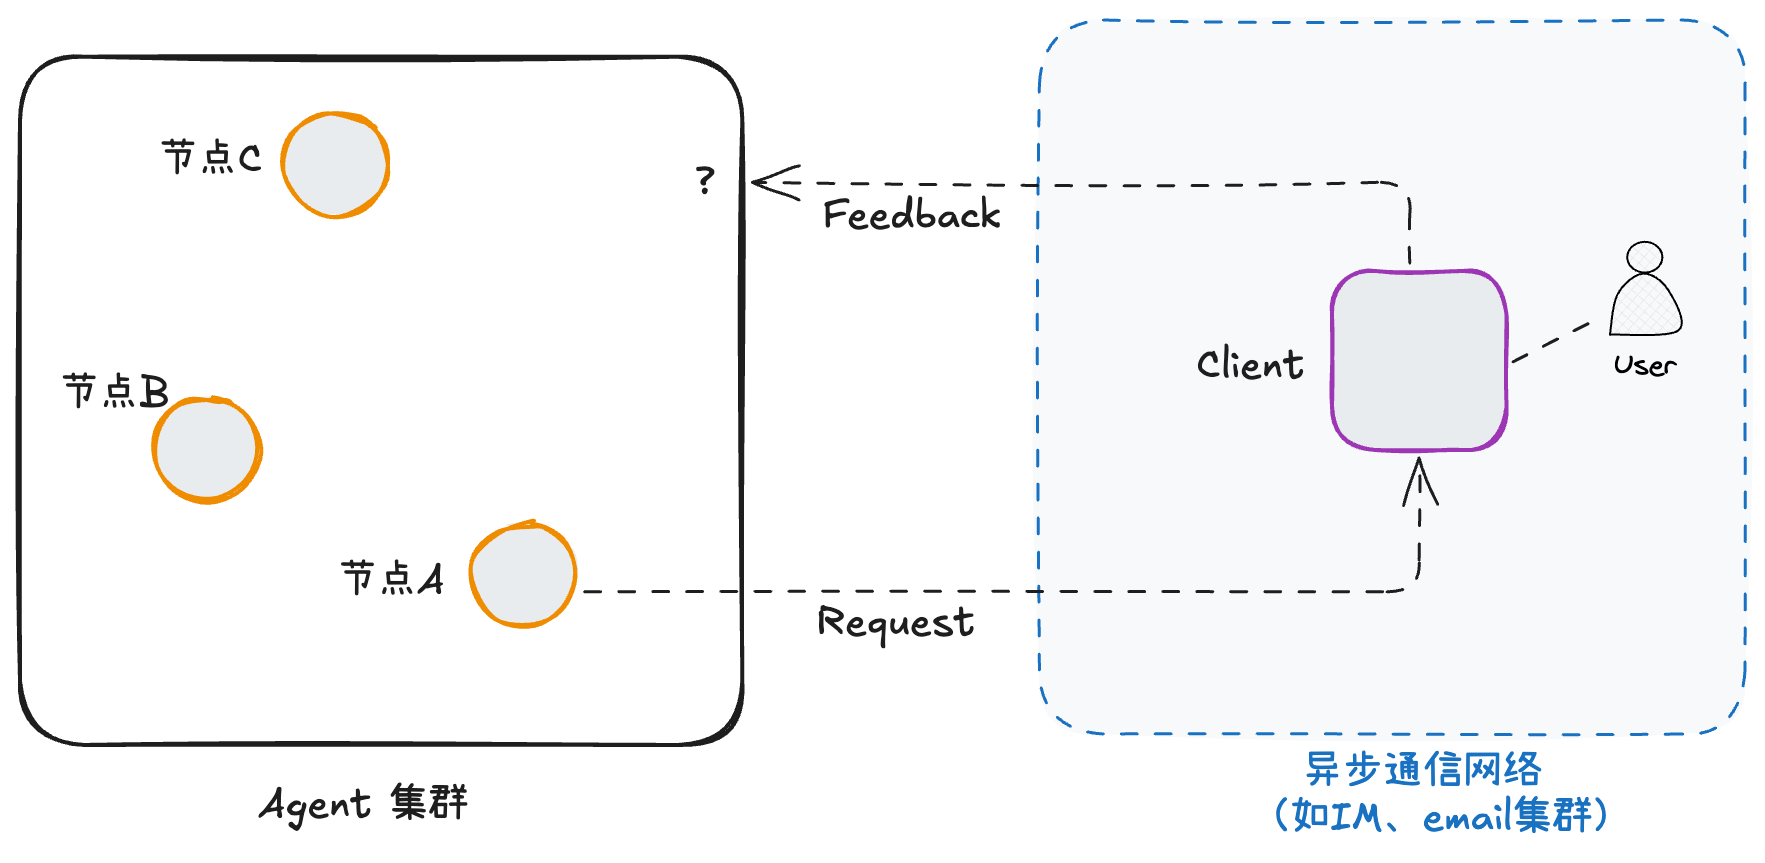 节点C
?
Feedback
User
Client
节点B
节点A
Request
异步通信网络
（如IM、email集群）
Agent 集群